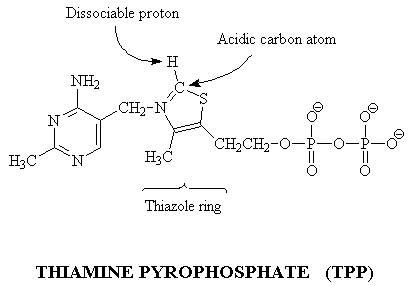 Dissociable proton
Acidic carbon atom
H
NH₂
C
S
N
CH₂
N
N
H₃C
N
H₃C
CH₂CH₂
O
P
O
P
O
O
O
O
O⊖
Thiazole ring
THIAMINE PYROPHOSPHATE (TPP)